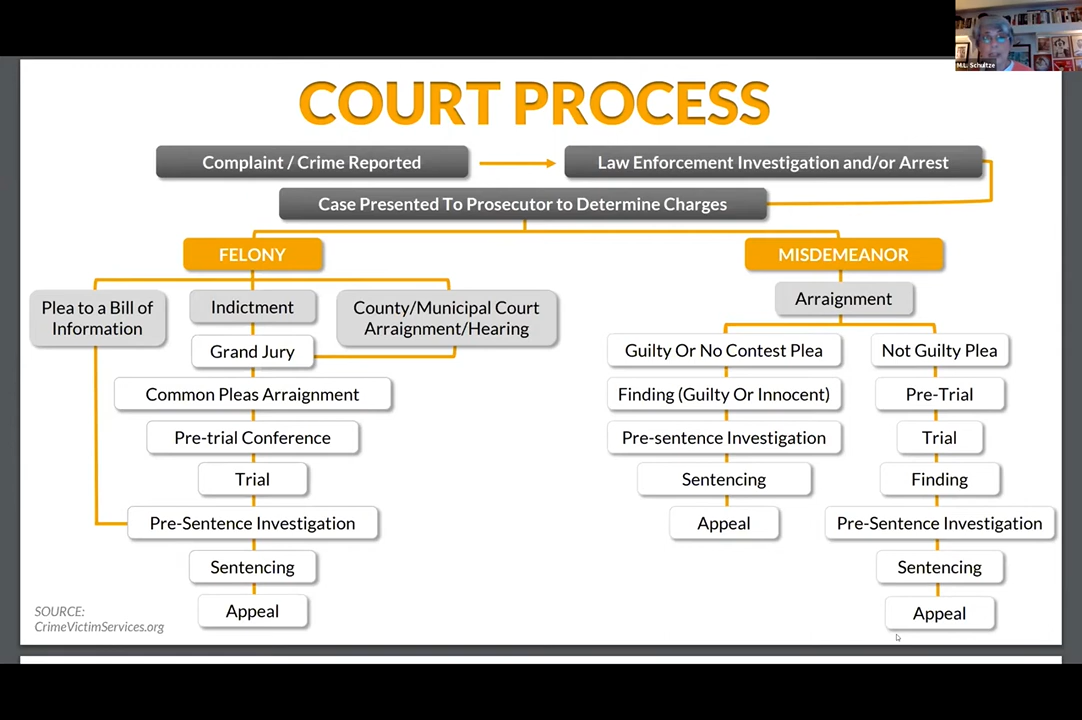 M.L. Schultze
COURT PROCESS
Complaint / Crime Reported
Law Enforcement Investigation and/or Arrest
Case Presented To Prosecutor to Determine Charges
FELONY
MISDEMEANOR
Plea to a Bill of
Information
Indictment
County/Municipal Court
Arraignment/Hearing
Grand Jury
Common Pleas Arraignment
Pre-trial Conference
Trial
Pre-Sentence Investigation
Sentencing
Appeal
Arraignment
Guilty Or No Contest Plea
Finding (Guilty Or Innocent)
Pre-sentence Investigation
Sentencing
Appeal
Not Guilty Plea
Pre-Trial
Trial
Finding
Pre-Sentence Investigation
Sentencing
Appeal
SOURCE:
CrimeVictimServices.org